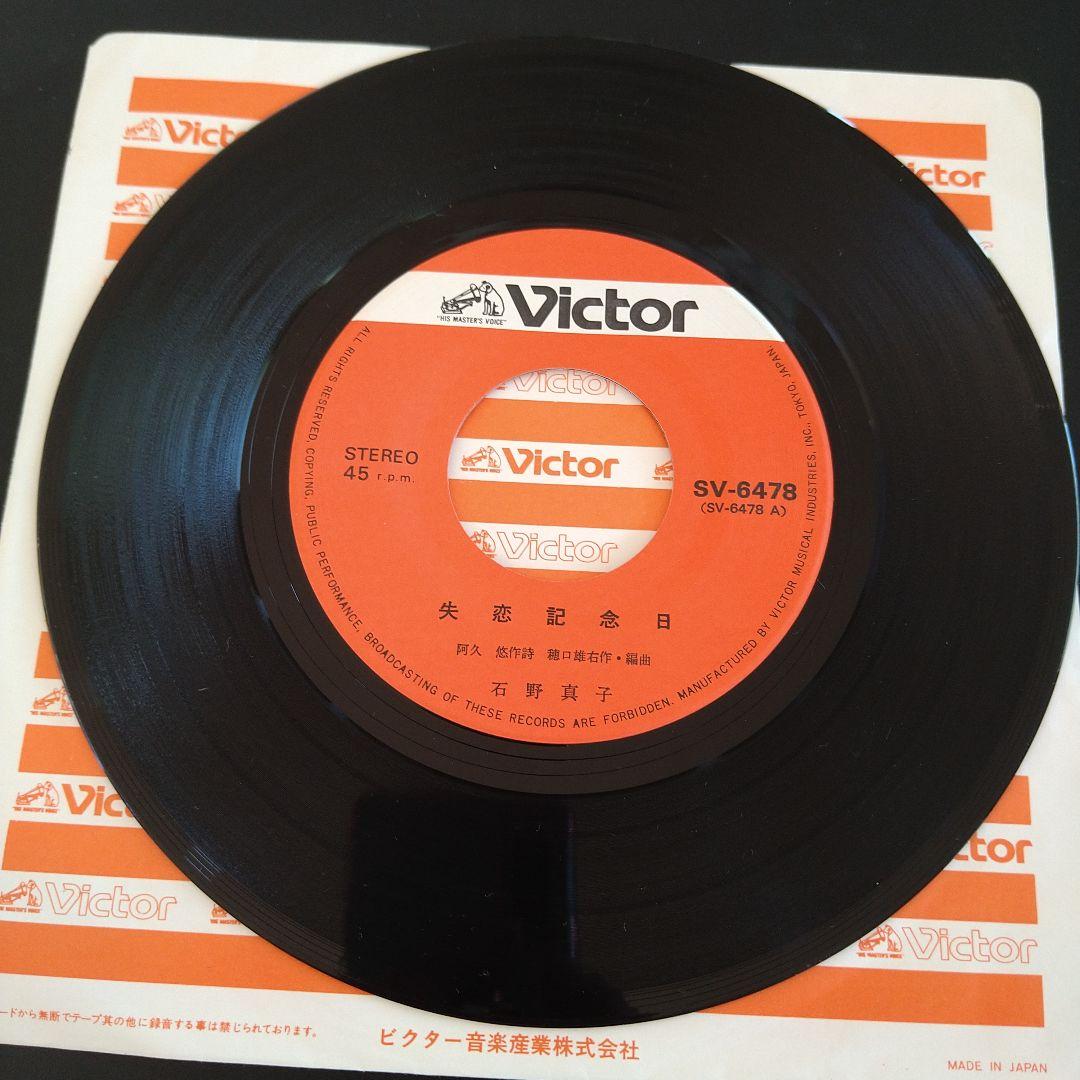 Victor
"HIS MASTER'S VOICE"
STEREO
45 r.p.m.
SV-6478
(SV-6478 A)
失恋記念日
阿久 悠作詩 穂口雄右作・編曲
石野真子
ALL RIGHTS RESERVED. COPYING, PUBLIC PERFORMANCE, BROADCASTING OF THESE RECORDS ARE FORBIDDEN. MANUFACTURED BY VICTOR MUSICAL INDUSTRIES, INC., TOKYO, JAPAN.
Victor
Victor
Victor
Vict
ctor
Vic
ctor
Victor
Victor
ードから無断でテープ其の他に録音する事は禁じられております。
ビクター音楽産業株式会社
MADE IN JAPAN